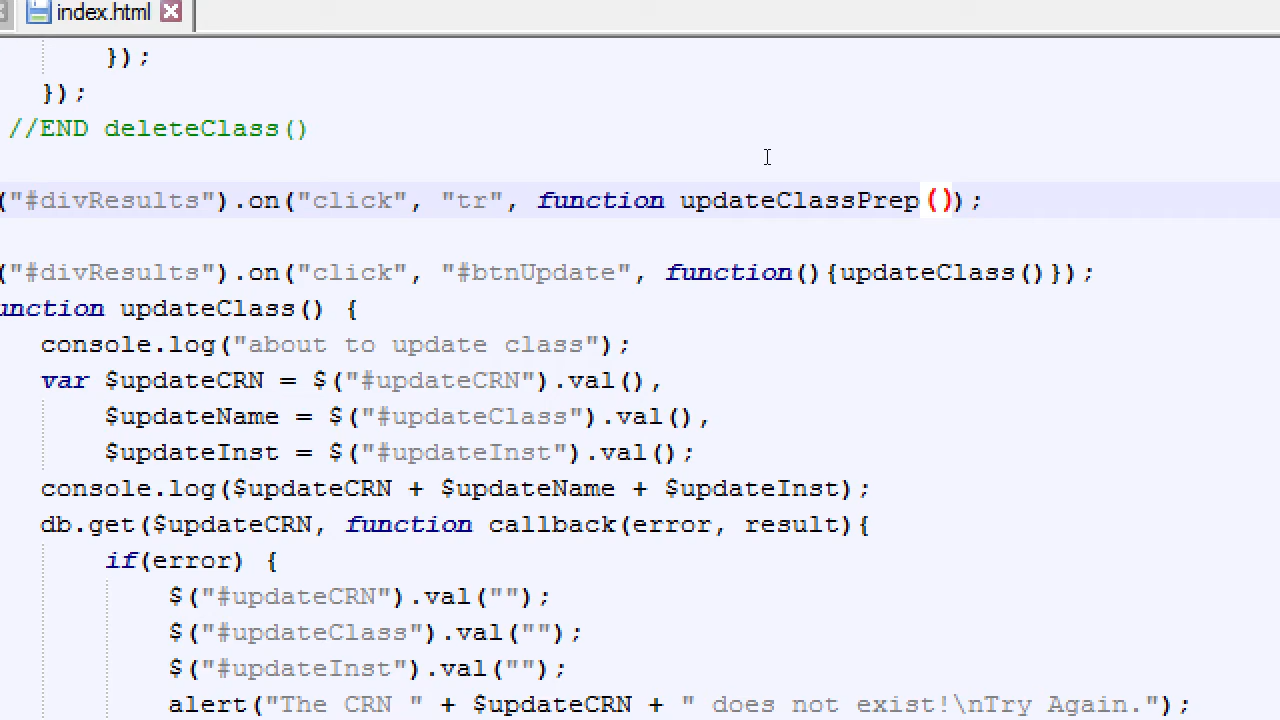 index.html
});
});
//END deleteClass()
("#divResults").on("click", "tr", function updateClassPrep());
("#divResults").on("click", "#btnUpdate", function(){updateClass()});
unction updateClass() {
console.log("about to update class");
var $updateCRN = $("#updateCRN").val(),
$updateName = $("#updateClass").val(),
$updateInst = $("#updateInst").val();
console.log($updateCRN + $updateName + $updateInst);
db.get($updateCRN, function callback(error, result){
if(error) {
$("#updateCRN").val("");
$("#updateClass").val("");
$("#updateInst").val("");
alert("The CRN " + $updateCRN + " does not exist!\nTry Again.");